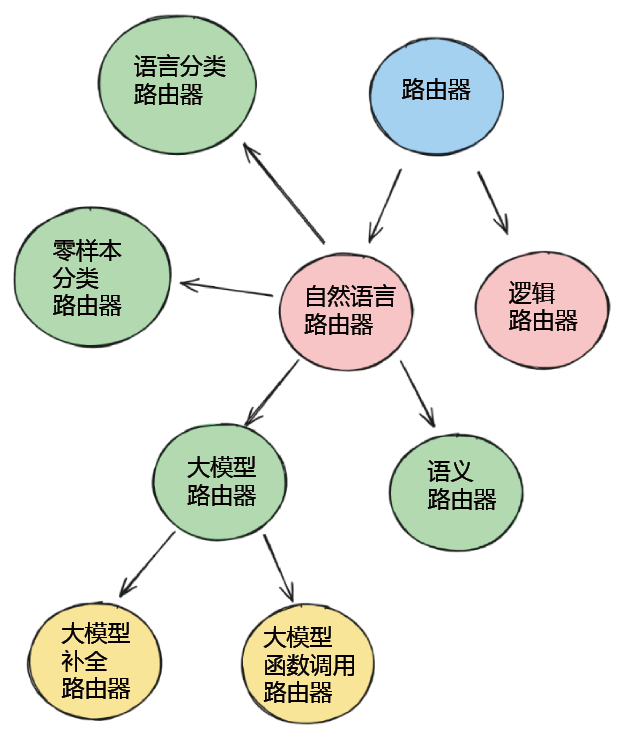 语言分类
路由器
路由器
零样本
分类
路由器
自然语言
路由器
逻辑
路由器
大模型
路由器
语义
路由器
大模型
补全
路由器
大模型
函数调用
路由器